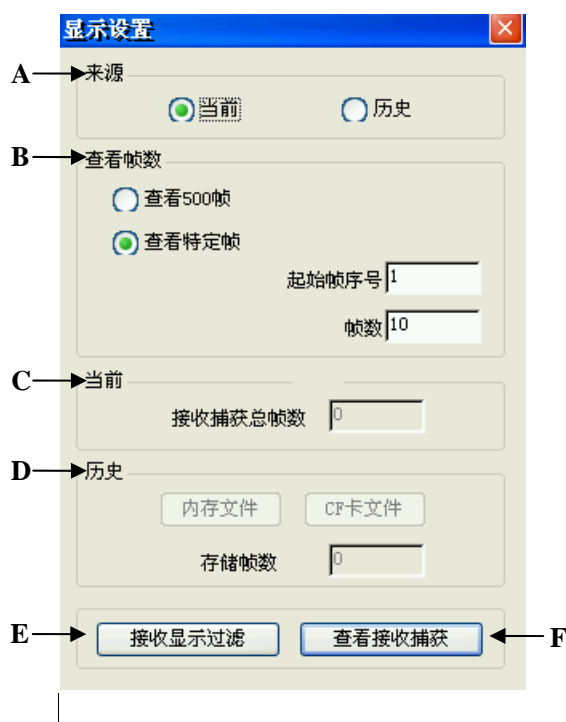 显示设置
A
来源
当前
历史
B
查看帧数
查看500帧
查看特定帧
起始帧序号 1
帧数 10
C
当前
接收捕获总帧数 0
D
历史
内存文件
CF卡文件
存储帧数 0
E
接收显示过滤
查看接收捕获
F